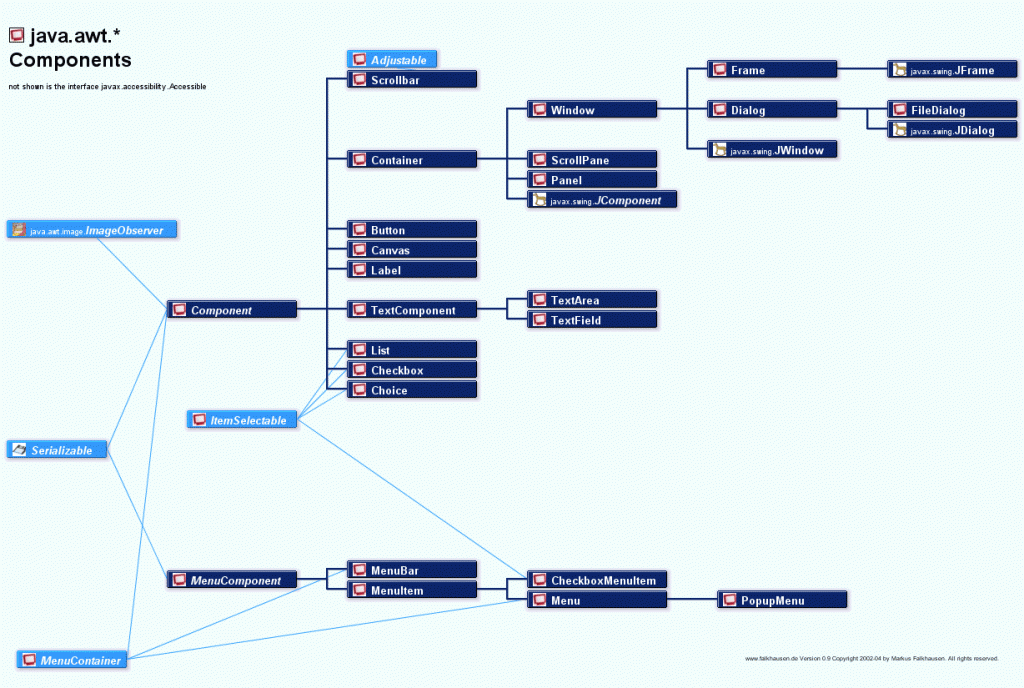 java.awt.*
Components
not shown is the interface javax.accessibility.Accessible
Adjustable
Scrollbar
Container
Window
Frame
javax.swing.JFrame
Dialog
FileDialog
javax.swing.JDialog
javax.swing.JWindow
ScrollPane
Panel
javax.swing.JComponent
java.awt.image.ImageObserver
Button
Canvas
Label
Component
TextComponent
TextArea
TextField
List
Checkbox
Choice
ItemSelectable
Serializable
MenuComponent
MenuBar
MenuItem
CheckboxMenuItem
Menu
PopupMenu
MenuContainer
www.falkhausen.de Version 0.9 Copyright 2002-04 by Markus Falkhausen. All rights reserved.